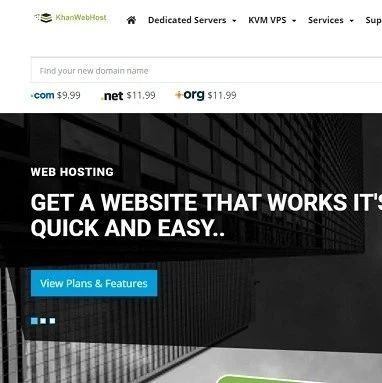 KhanWebHost
Dedicated Servers KVM VPS Services Sup
Find your new domain name
.com $9.99 .net $11.99 .org $11.99
WEB HOSTING
GET A WEBSITE THAT WORKS IT'S
QUICK AND EASY..
View Plans & Features